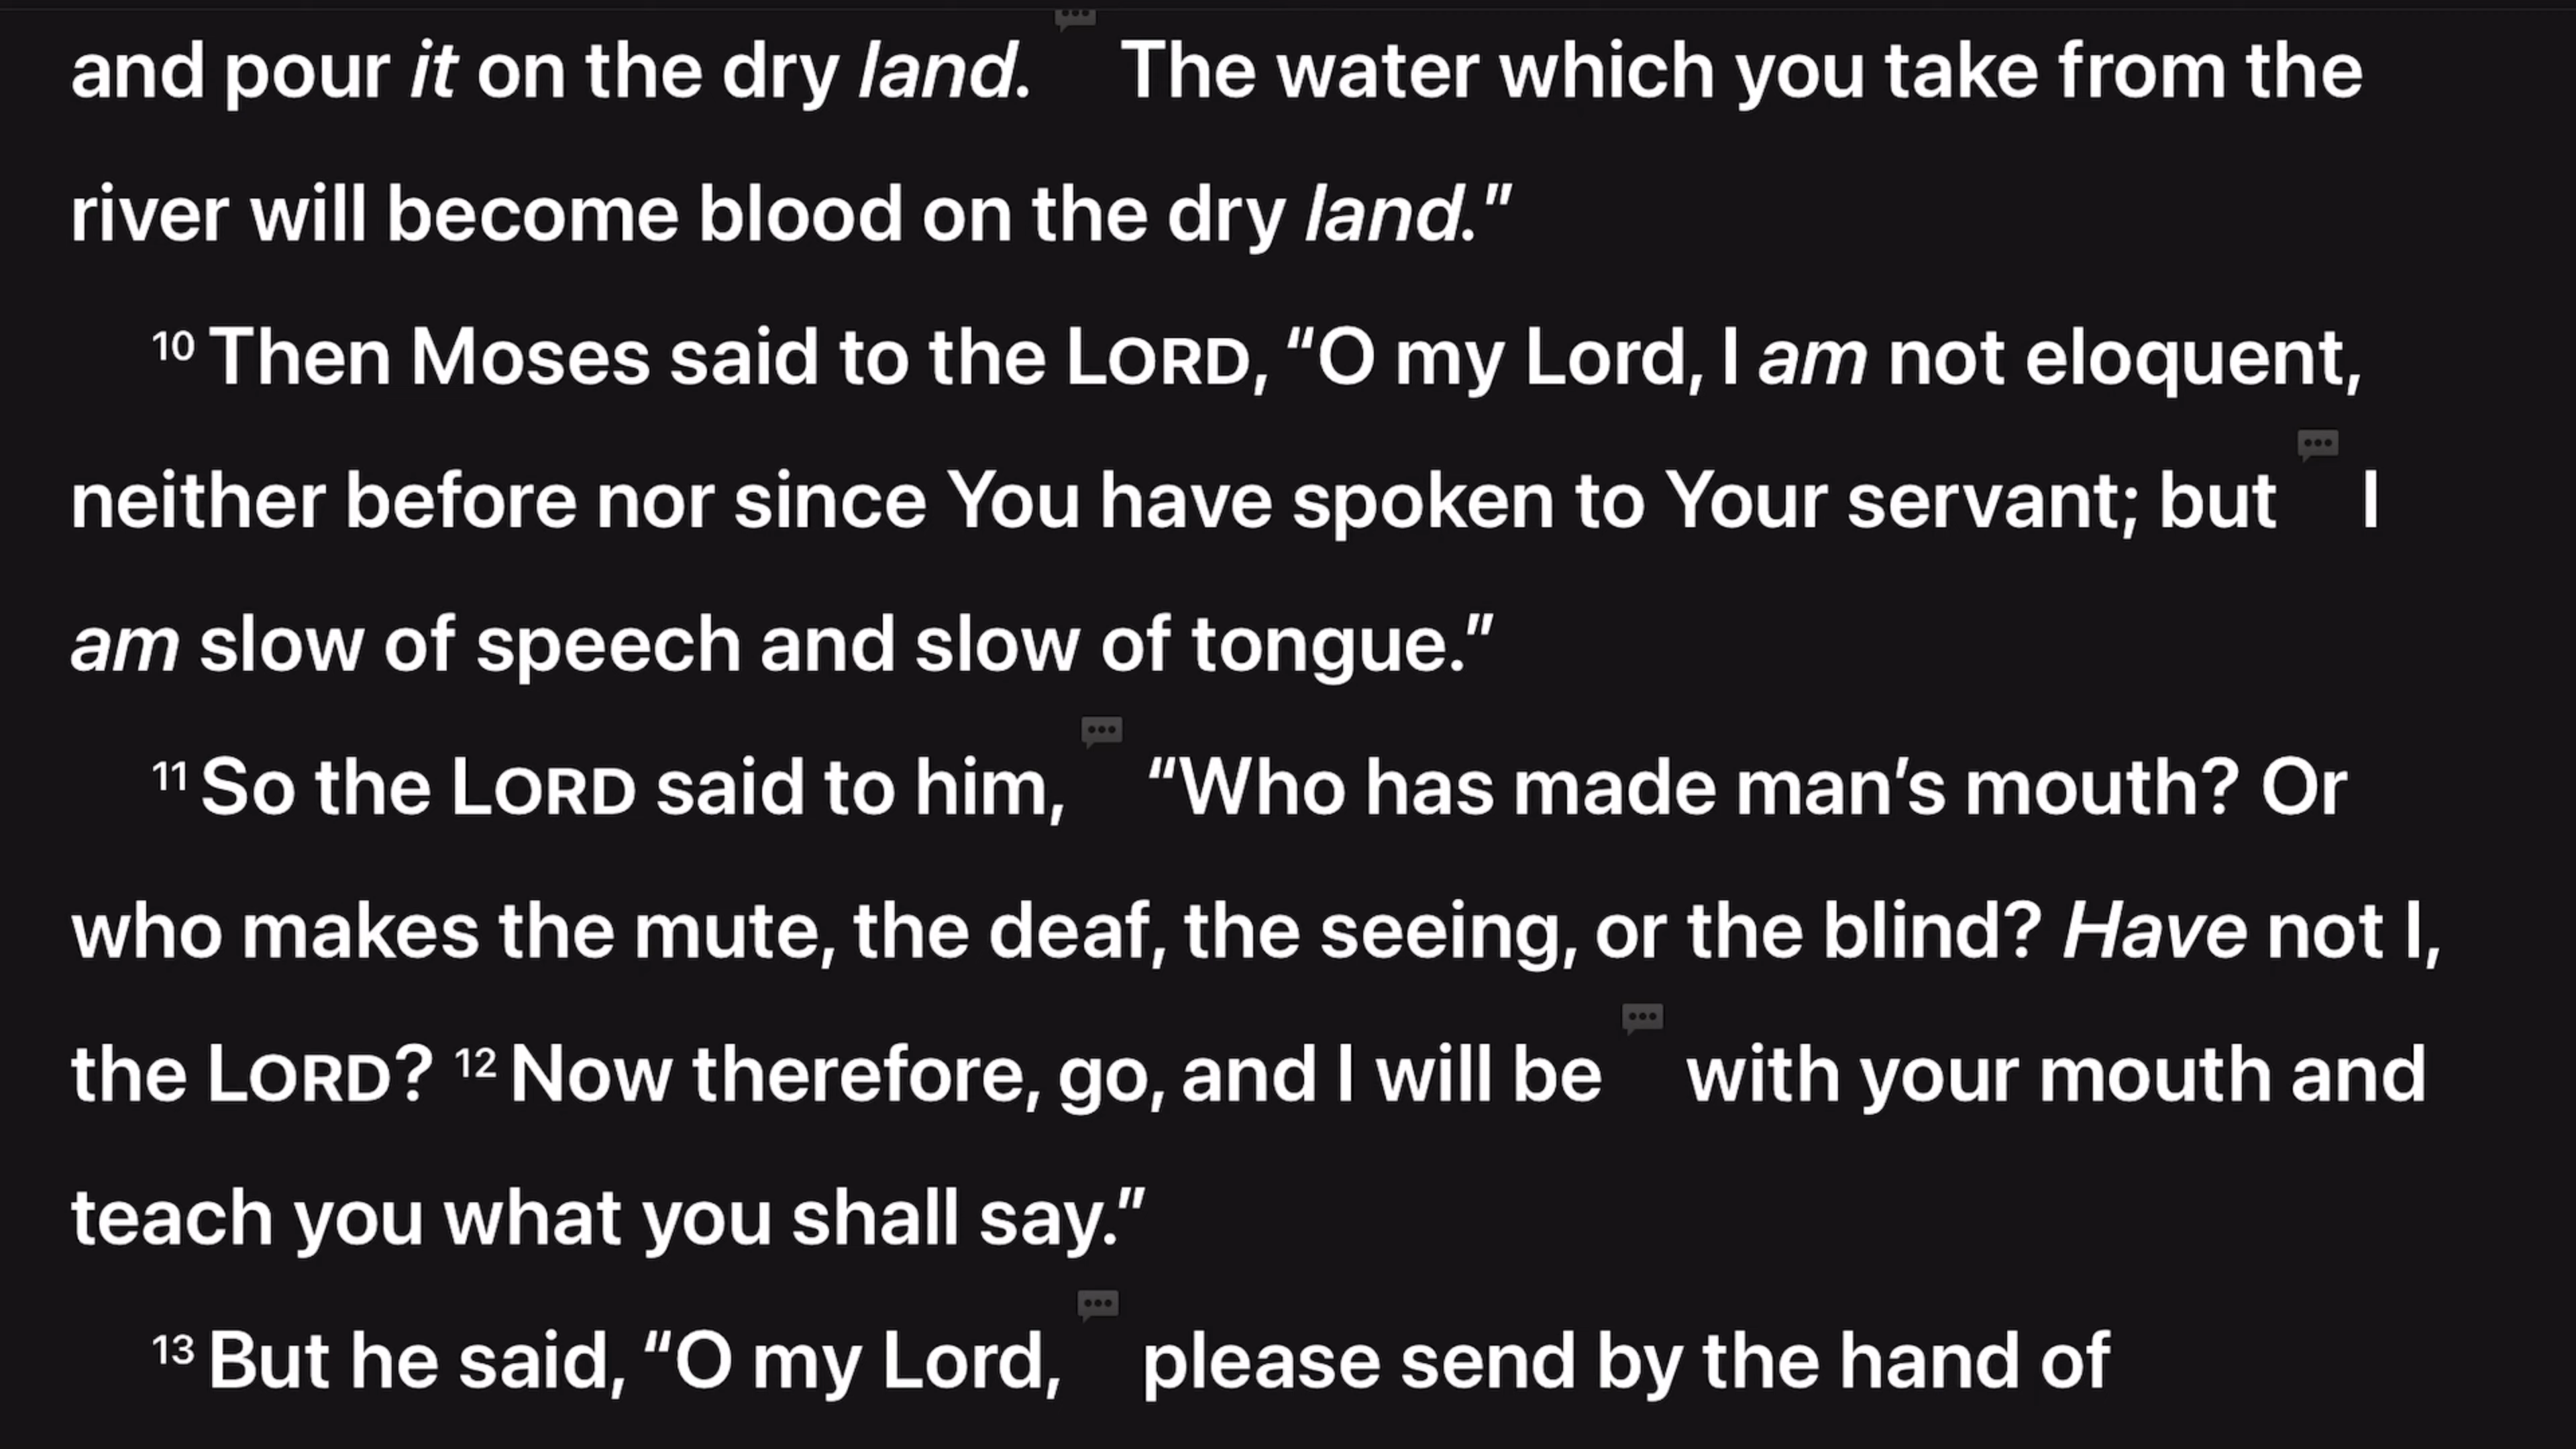 and pour it on the dry land. The water which you take from the
river will become blood on the dry land."
10 Then Moses said to the LORD, “O my Lord, I am not eloquent,
neither before nor since You have spoken to Your servant; but I
am slow of speech and slow of tongue.”
11 So the LORD said to him, “Who has made man’s mouth? Or
who makes the mute, the deaf, the seeing, or the blind? Have not I,
the LORD? 12 Now therefore, go, and I will be with your mouth and
teach you what you shall say.”
13 But he said, “O my Lord, please send by the hand of